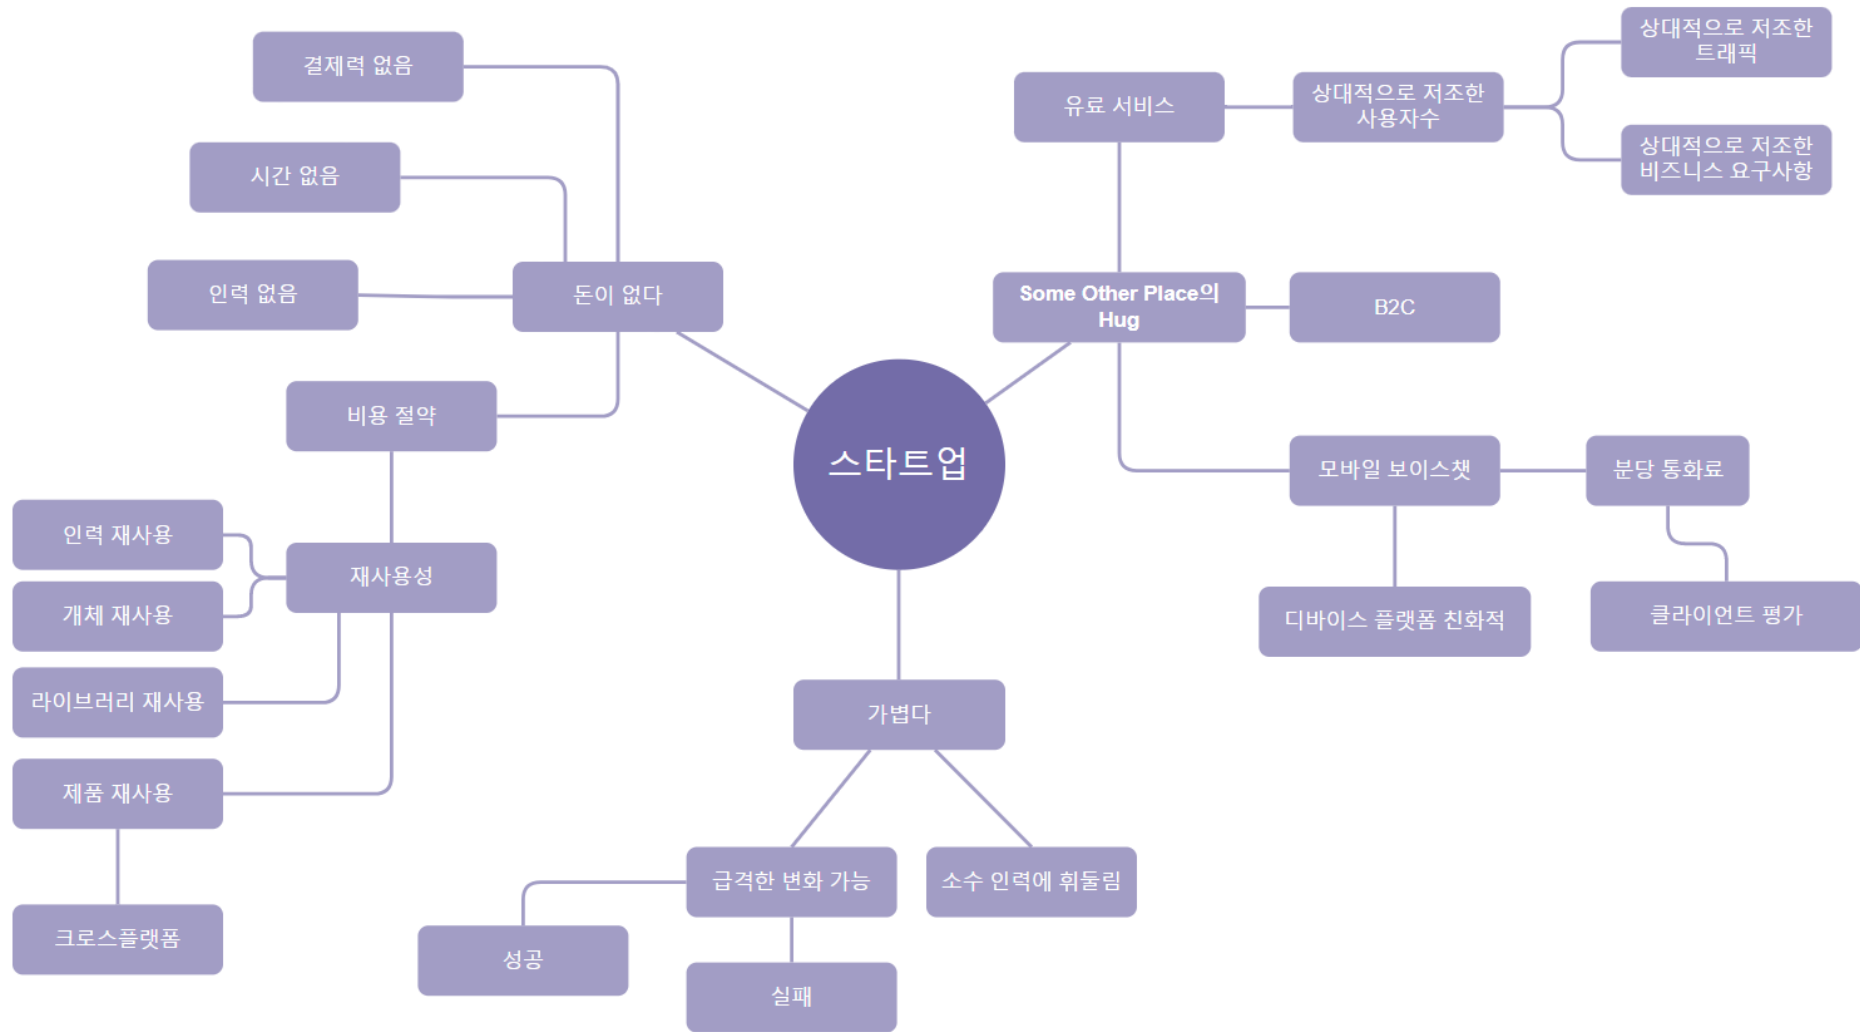 상대적으로 저조한
트래픽
결제력 없음
유료 서비스
상대적으로 저조한
사용자수
상대적으로 저조한
비즈니스 요구사항
시간 없음
인력 없음
돈이 없다
Some Other Place의
Hug
B2C
비용 절약
스타트업
모바일 보이스챗
분당 통화료
인력 재사용
재사용성
개체 재사용
디바이스 플랫폼 친화적
클라이언트 평가
라이브러리 재사용
가볍다
제품 재사용
급격한 변화 가능
소수 인력에 휘둘림
크로스플랫폼
성공
실패